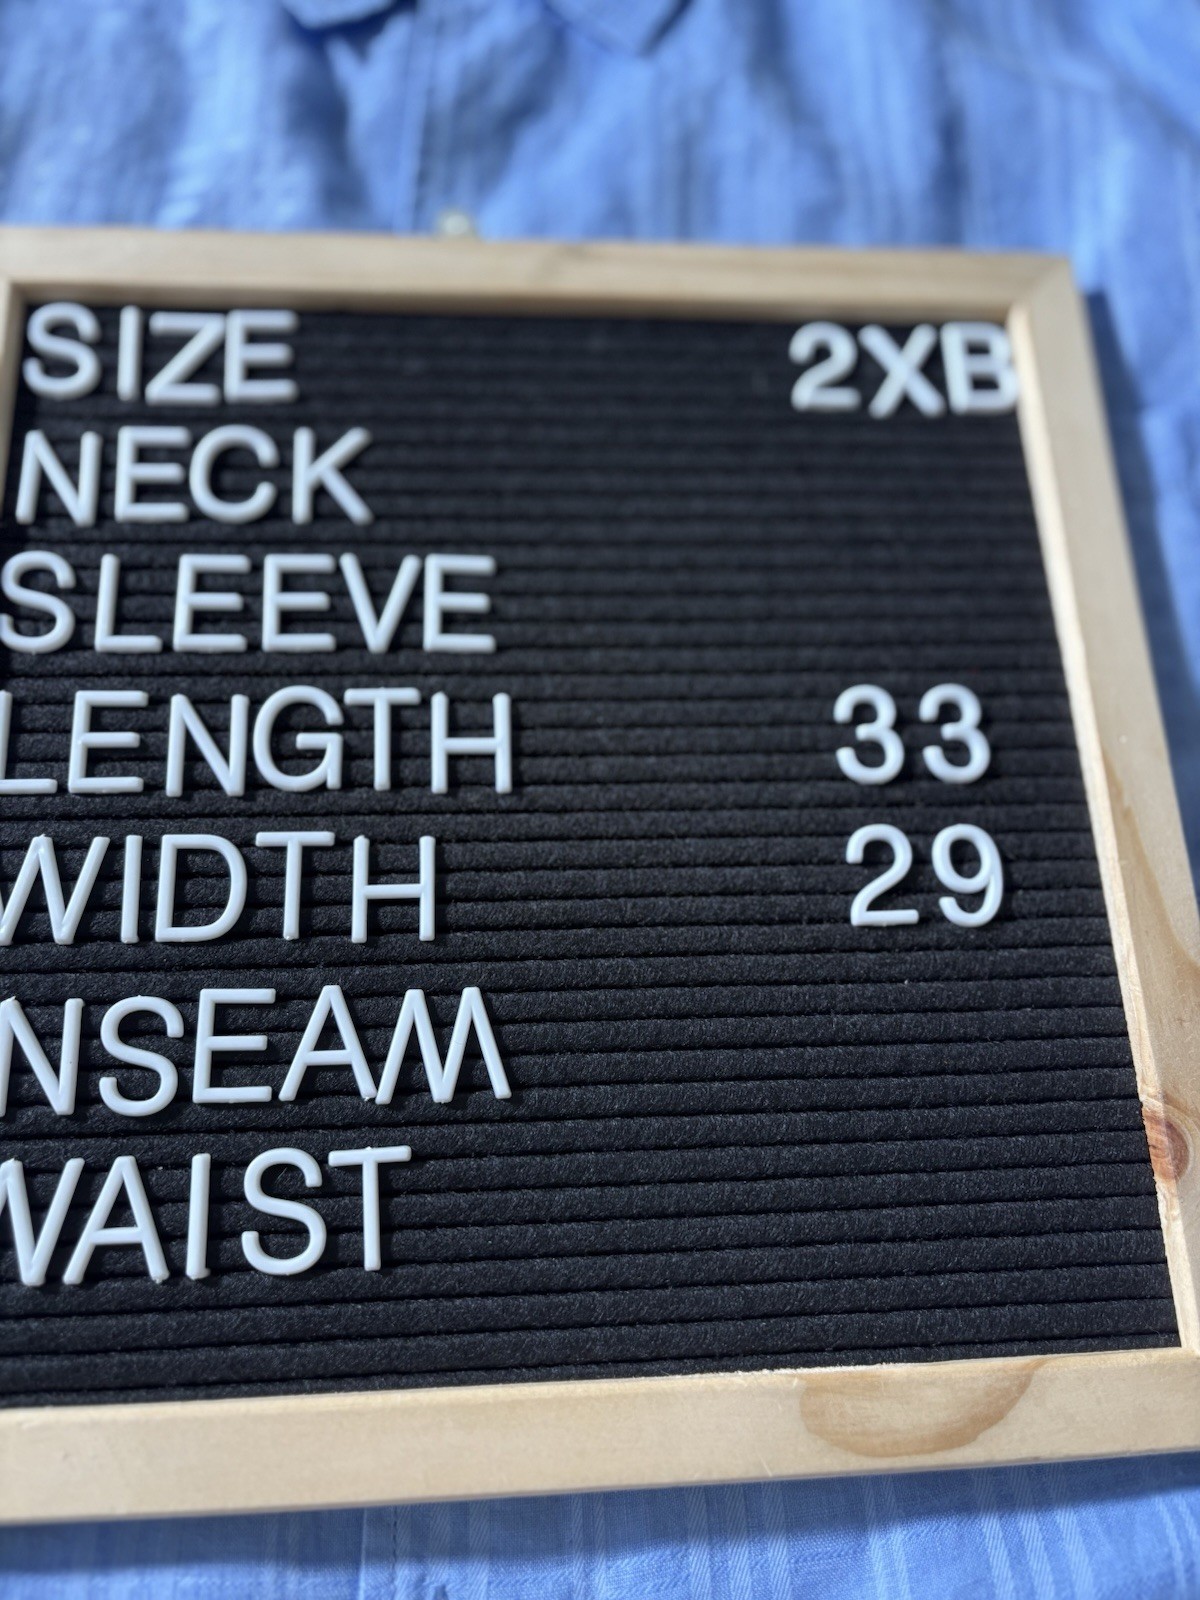 SIZE 2XB
NECK
SLEEVE
LENGTH 33
WIDTH 29
NSEAM
WAIST